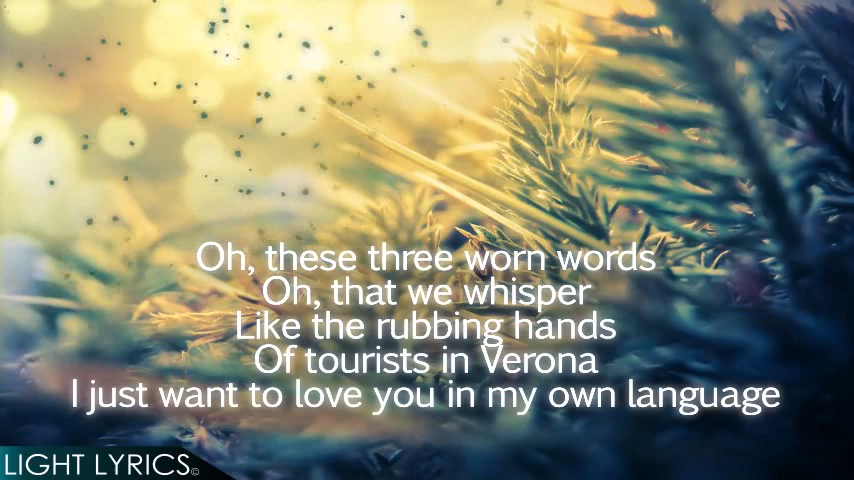 Oh, these three worn words
Oh, that we whisper
Like the rubbing hands
Of tourists in Verona
I just want to love you in my own language
LIGHT LYRICS©